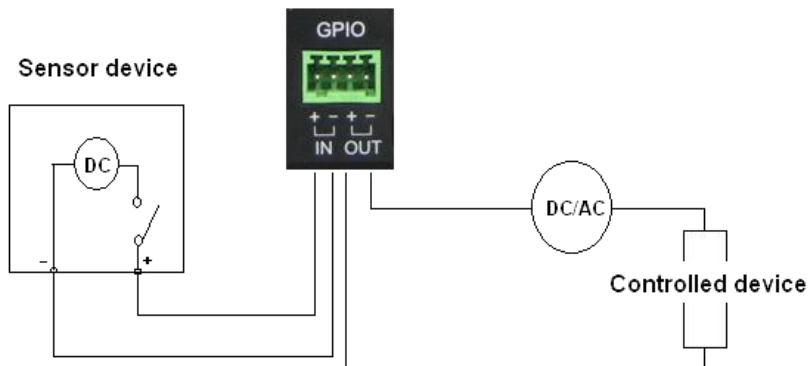 GPIO
Sensor device
+ - + -
IN OUT
DC
DC/AC
- +
Controlled device